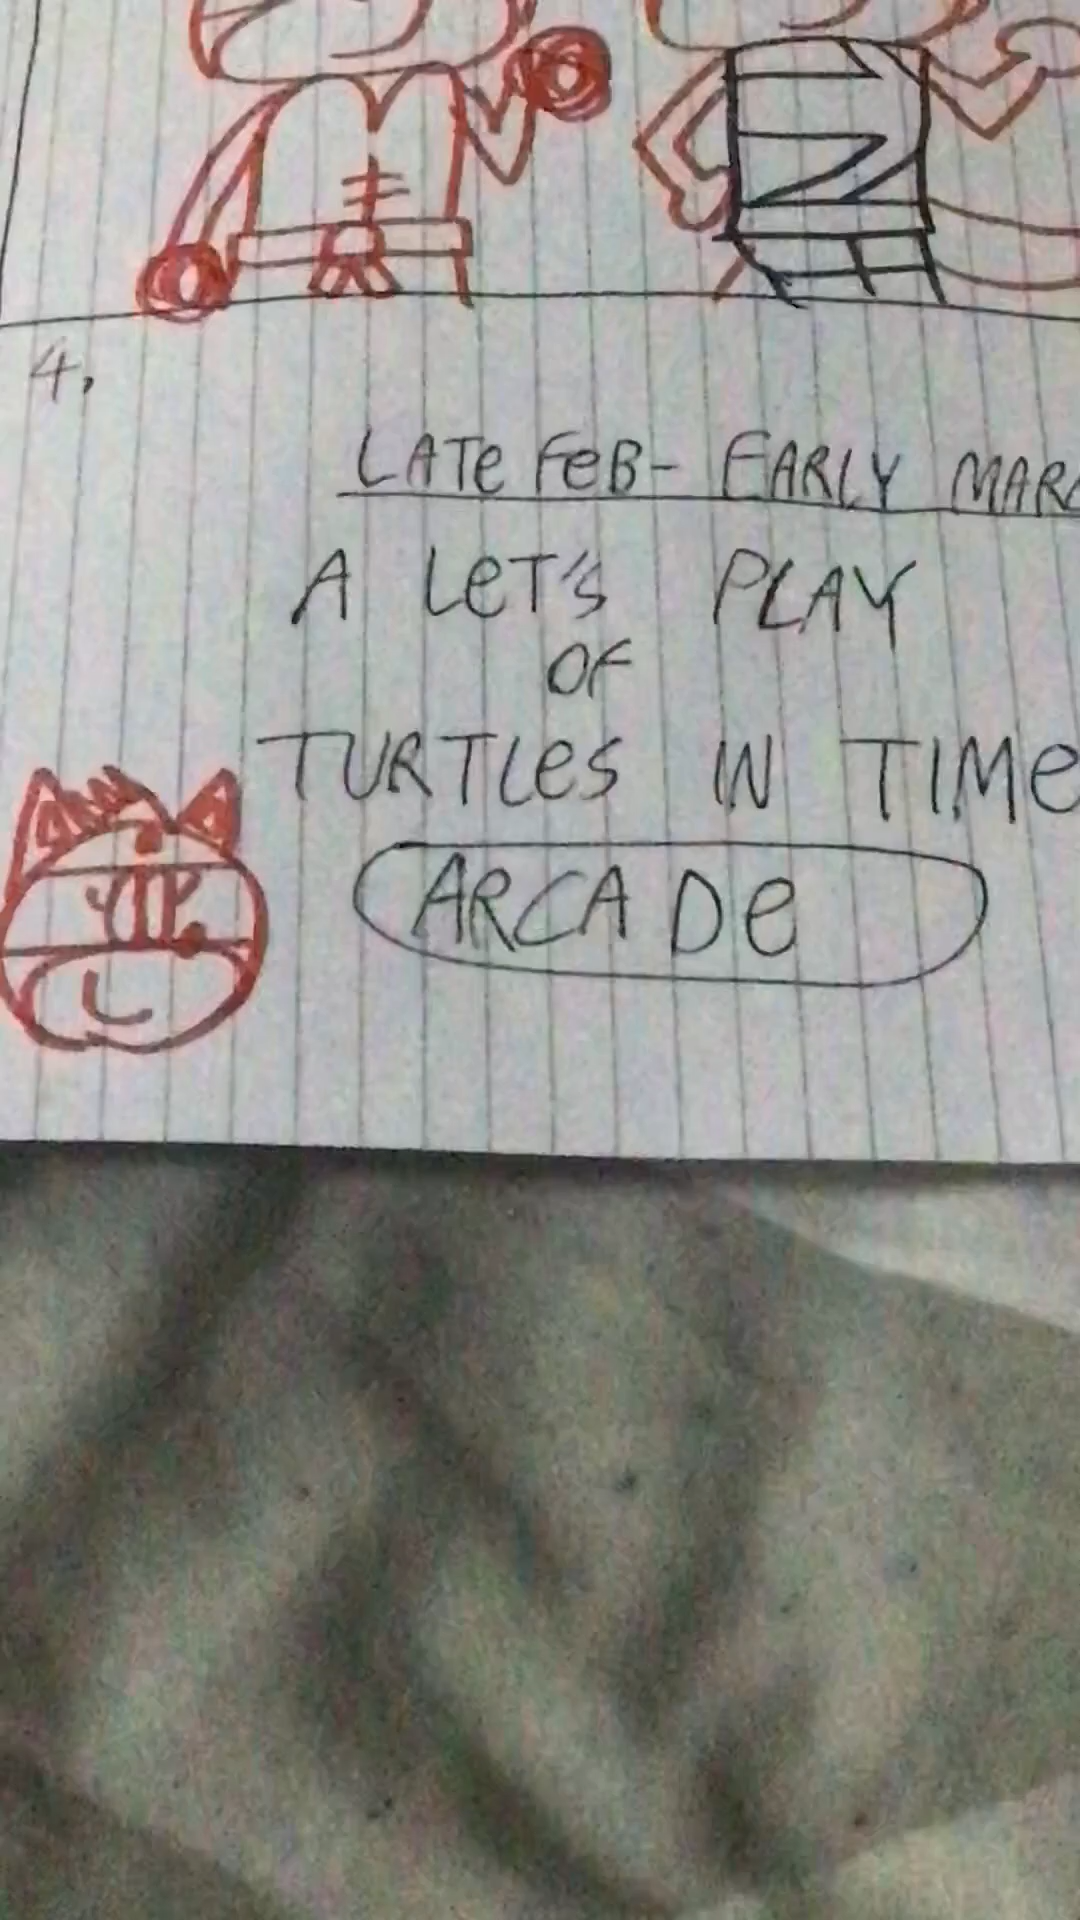 4.
LATE FEB- EARLY
A LET'S PLAY
OF
TURTLES IN TIME
ARCADE